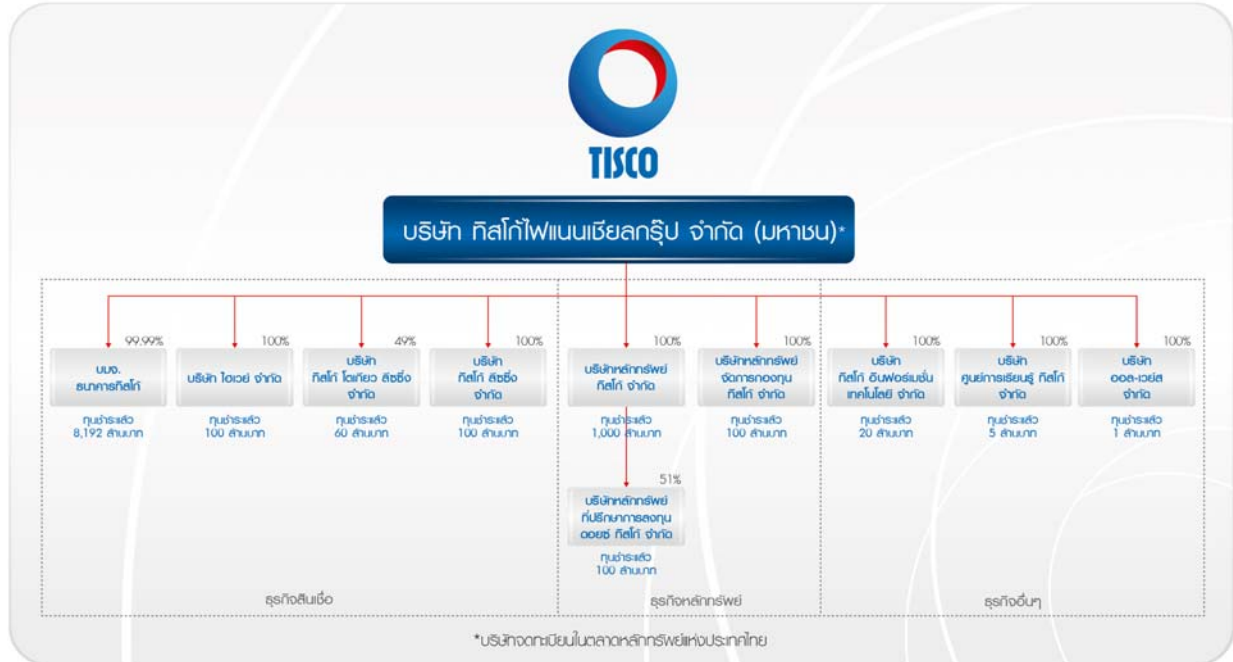 TISCO
บริษัท ทิสโก้ไฟแนนเชียลกรุ๊ป จำกัด (มหาชน)*
99.99%
บมจ.
ธนาคารทิสโก้
ทุนชำระแล้ว
8,192 ล้านบาท
100%
บริษัท ไฮเวย์ จำกัด
ทุนชำระแล้ว
100 ล้านบาท
49%
บริษัท
ทิสโก้ โตเกียว ลีซซิ่ง
จำกัด
ทุนชำระแล้ว
60 ล้านบาท
100%
บริษัท
ทิสโก้ ลีซซิ่ง
จำกัด
ทุนชำระแล้ว
100 ล้านบาท
100%
บริษัทหลักทรัพย์
ทิสโก้ จำกัด
ทุนชำระแล้ว
1,000 ล้านบาท
51%
บริษัทหลักทรัพย์
ที่ปรึกษาการลงทุน
ดอยซ์ ทิสโก้ จำกัด
ทุนชำระแล้ว
100 ล้านบาท
100%
บริษัทหลักทรัพย์
จัดการกองทุน
ทิสโก้ จำกัด
ทุนชำระแล้ว
100 ล้านบาท
100%
บริษัท
ทิสโก้ อินฟอร์เมชั่น
เทคโนโลยี จำกัด
ทุนชำระแล้ว
20 ล้านบาท
100%
บริษัท
ศูนย์การเรียนรู้ ทิสโก้
จำกัด
ทุนชำระแล้ว
5 ล้านบาท
100%
บริษัท
ออล-เวย์ส
จำกัด
ทุนชำระแล้ว
1 ล้านบาท
ธุรกิจสินเชื่อ
ธุรกิจหลักทรัพย์
ธุรกิจอื่นๆ
*บริษัทจดทะเบียนในตลาดหลักทรัพย์แห่งประเทศไทย